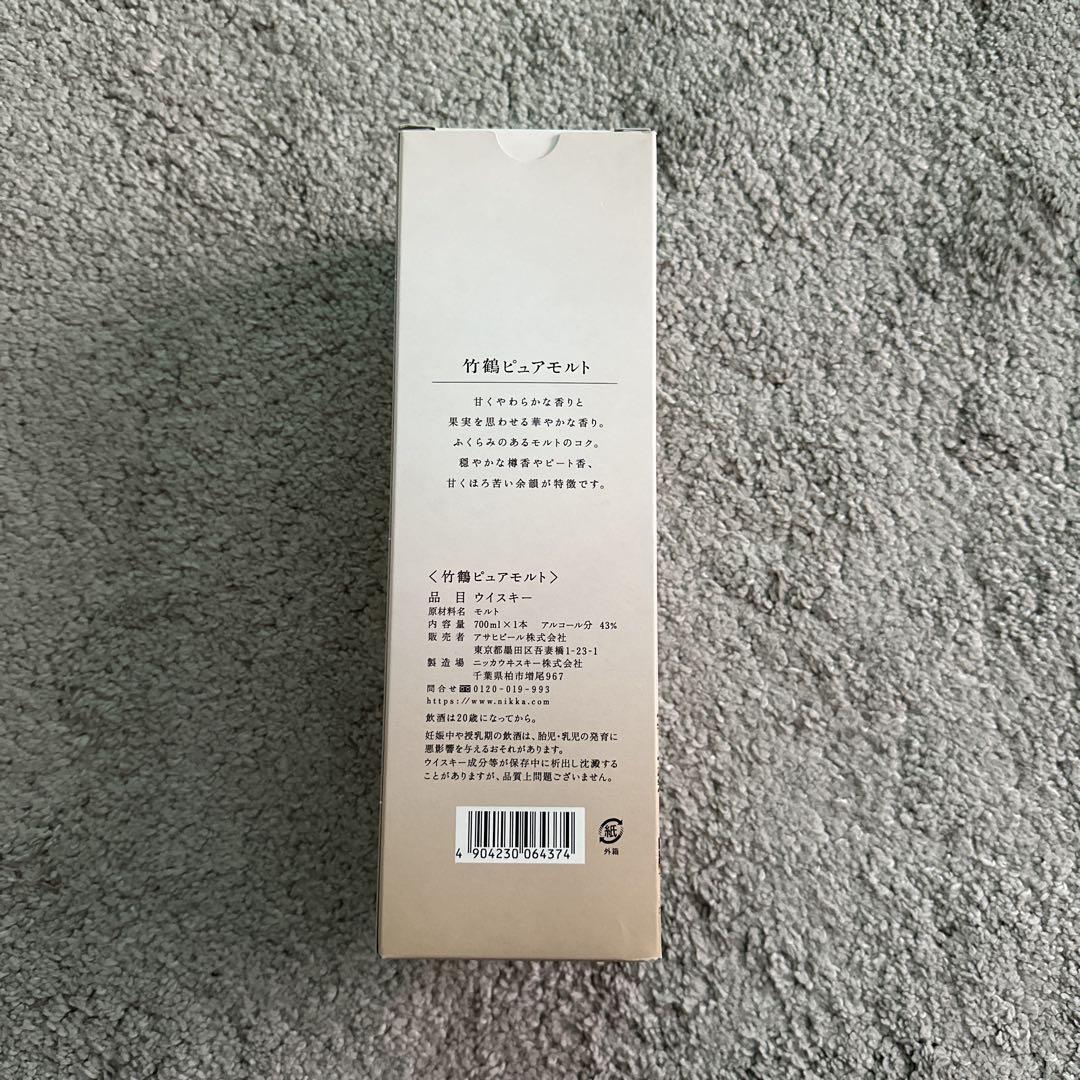 竹鶴ピュアモルト
甘くやわらかな香りと
果実を思わせる華やかな香り。
ふくらみのあるモルトのコク。
穏やかな樽香やピート香、
甘くほろ苦い余韻が特徴です。
〈竹鶴ピュアモルト〉
品 目 ウイスキー
原材料名 モルト
内容量 700ml×1本 アルコール分 43%
販売者 アサヒビール株式会社
東京都墨田区吾妻橋1-23-1
製造場 ニッカウヰスキー株式会社
千葉県柏市増尾967
問合せ 0120-019-993
https://www.nikka.com
飲酒は20歳になってから。
妊娠中や授乳期の飲酒は、胎児・乳児の発育に
悪影響を与えるおそれがあります。
ウイスキー成分等が保存中に析出し沈澱する
ことがありますが、品質上問題ございません。
4 904230 064374
紙
外箱